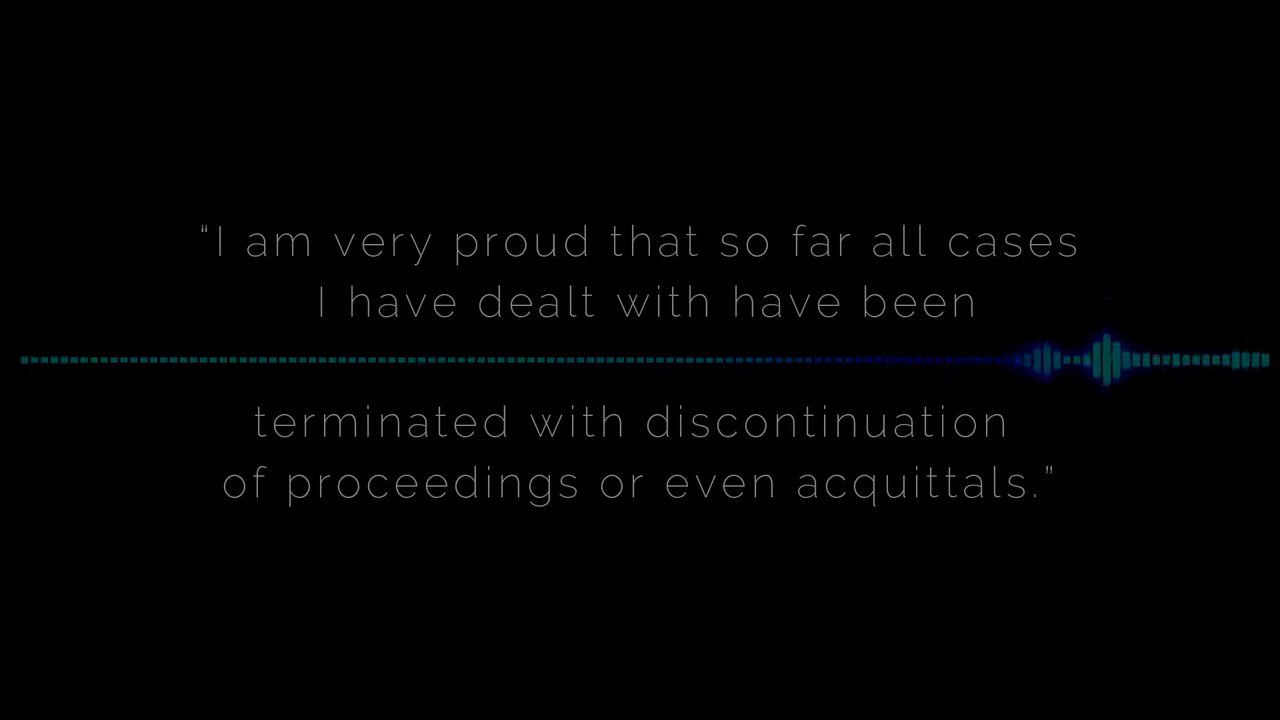 “I am very proud that so far all cases
I have dealt with have been
terminated with discontinuation
of proceedings or even acquittals.”